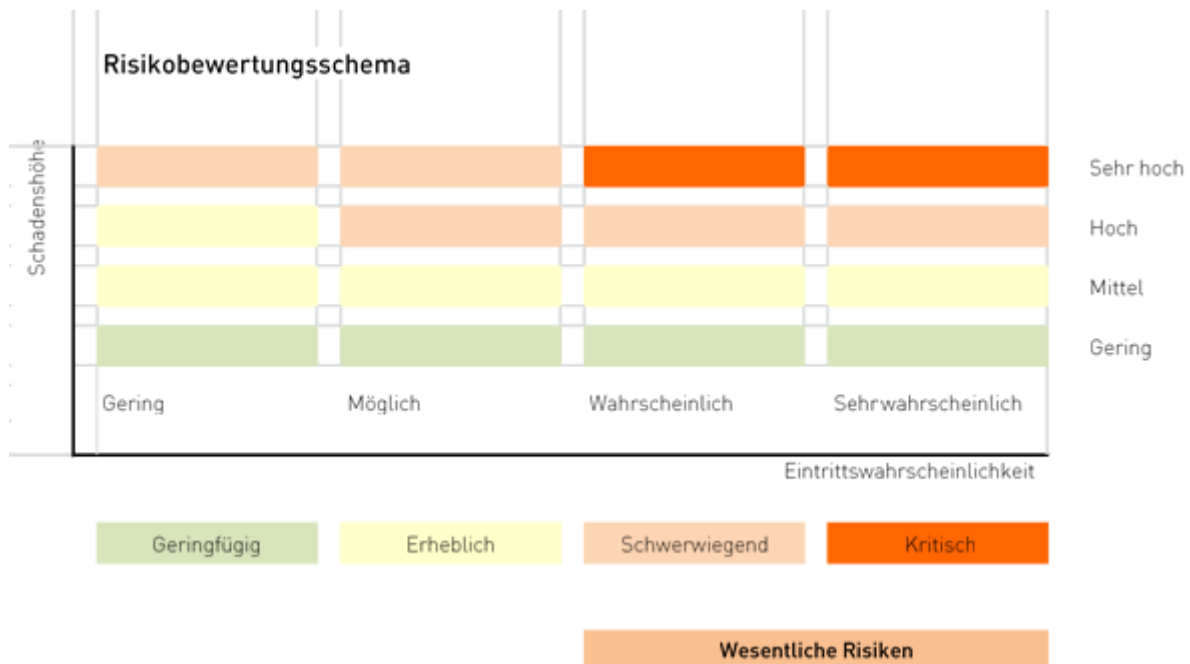 Risikobewertungsschema
Schadenshöhe
Sehr hoch
Hoch
Mittel
Gering
Gering Möglich Wahrscheinlich Sehrwahrscheinlich
Eintrittswahrscheinlichkeit
Geringfügig Erheblich Schwerwiegend Kritisch
Wesentliche Risiken